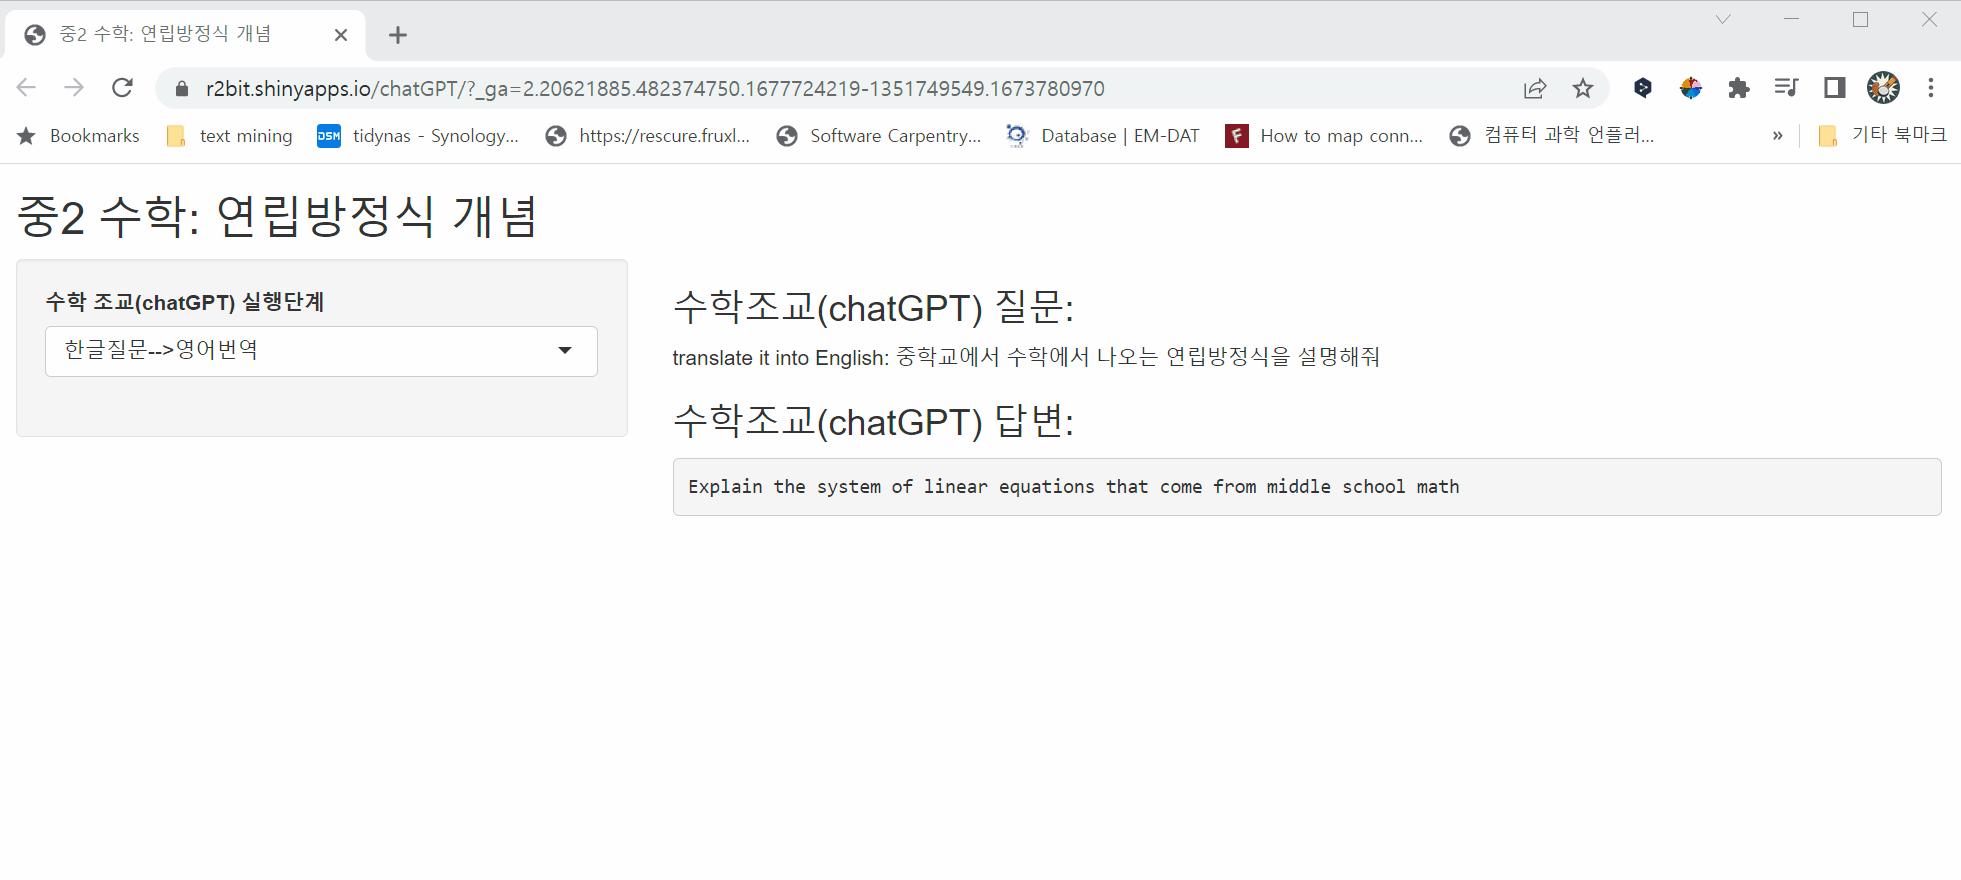 중2 수학: 연립방정식 개념
r2bit.shinyapps.io/chatGPT/?_ga=2.20621885.482374750.1677724219-1351749549.1673780970
Bookmarks text mining DSM tidynas - Synology... https://rescure.fruxl... Software Carpentry... Database | EM-DAT F How to map conn... 컴퓨터 과학 언플러... » 기타 북마크
중2 수학: 연립방정식 개념
수학 조교(chatGPT) 실행단계
한글질문-->영어번역
수학조교(chatGPT) 질문:
translate it into English: 중학교에서 수학에서 나오는 연립방정식을 설명해줘
수학조교(chatGPT) 답변:
Explain the system of linear equations that come from middle school math